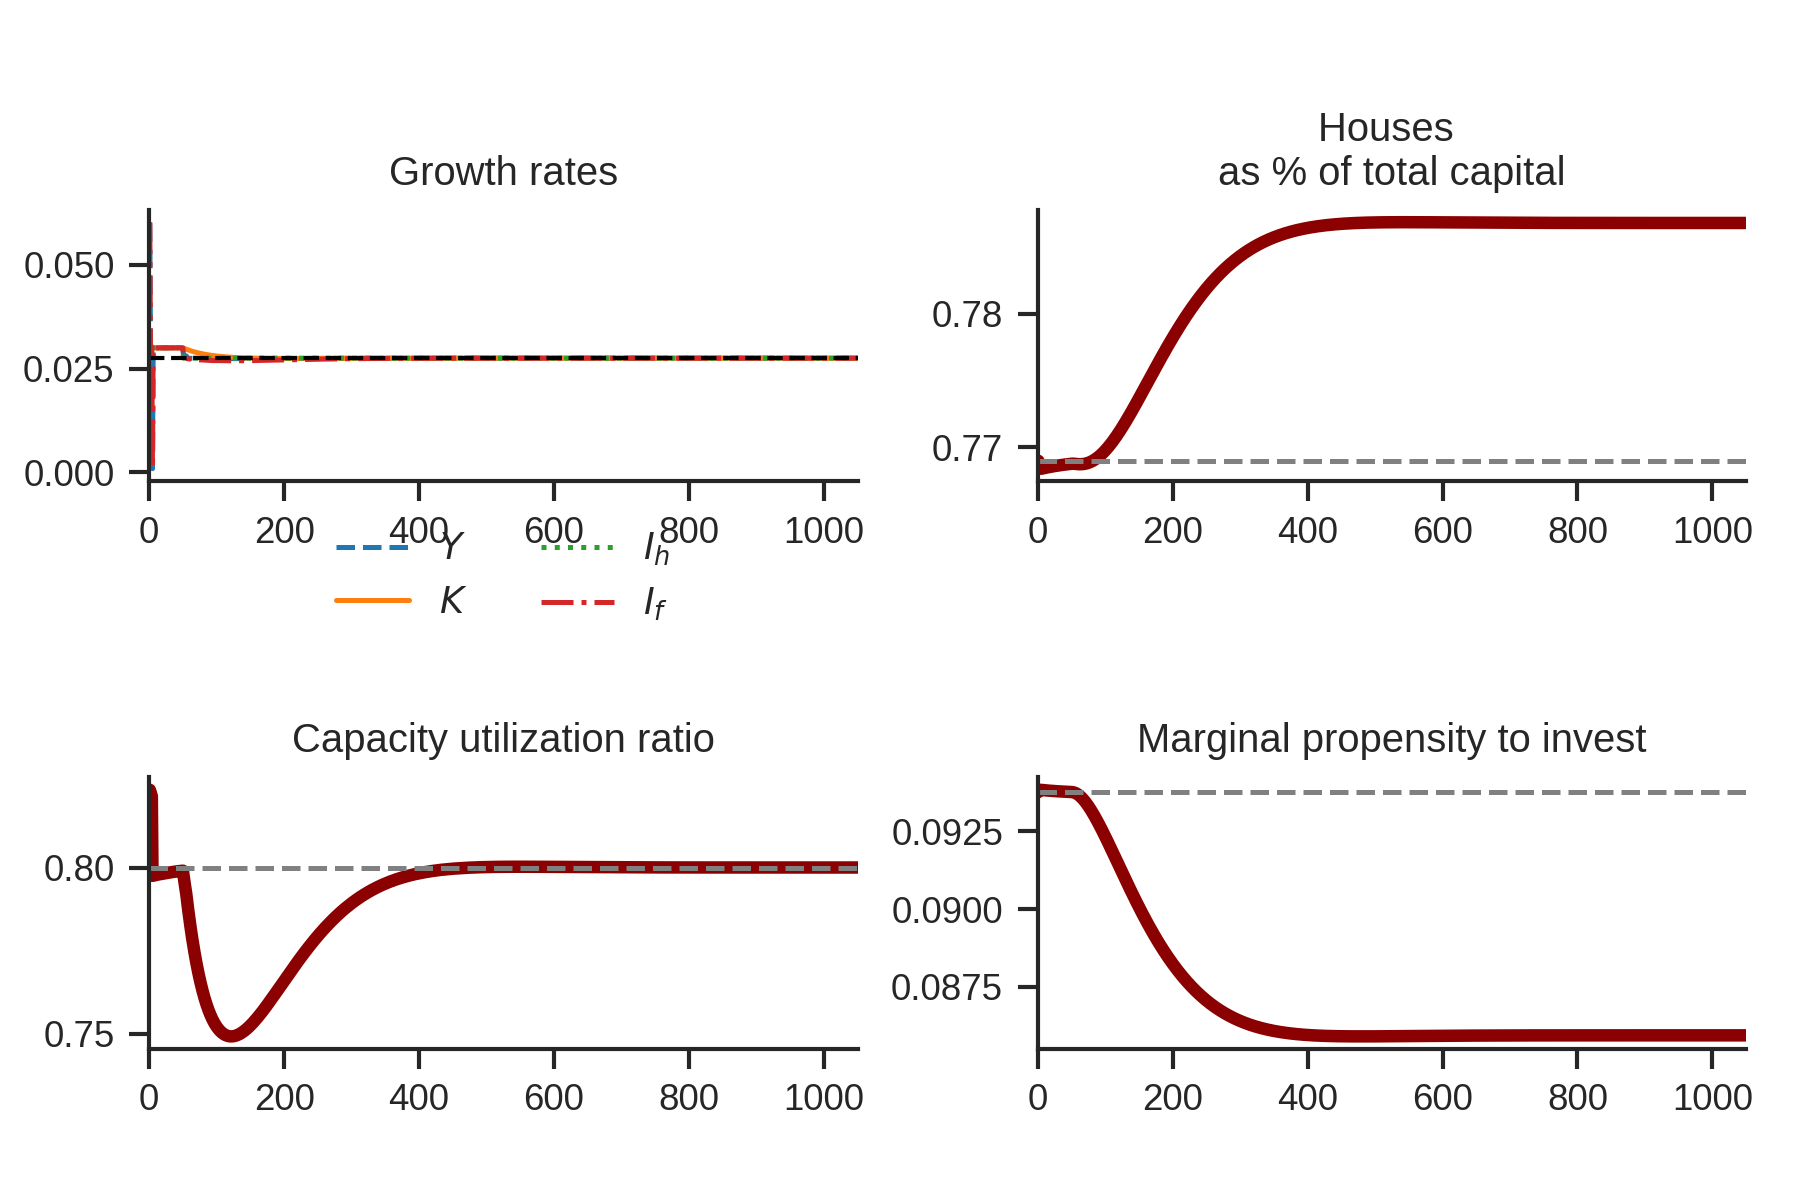 Growth rates
0.050
0.025
0.000
0 200 400 600 800 1000
Y I_h
K I_f
Houses
as % of total capital
0.78
0.77
0 200 400 600 800 1000
Capacity utilization ratio
0.80
0.75
0 200 400 600 800 1000
Marginal propensity to invest
0.0925
0.0900
0.0875
0 200 400 600 800 1000